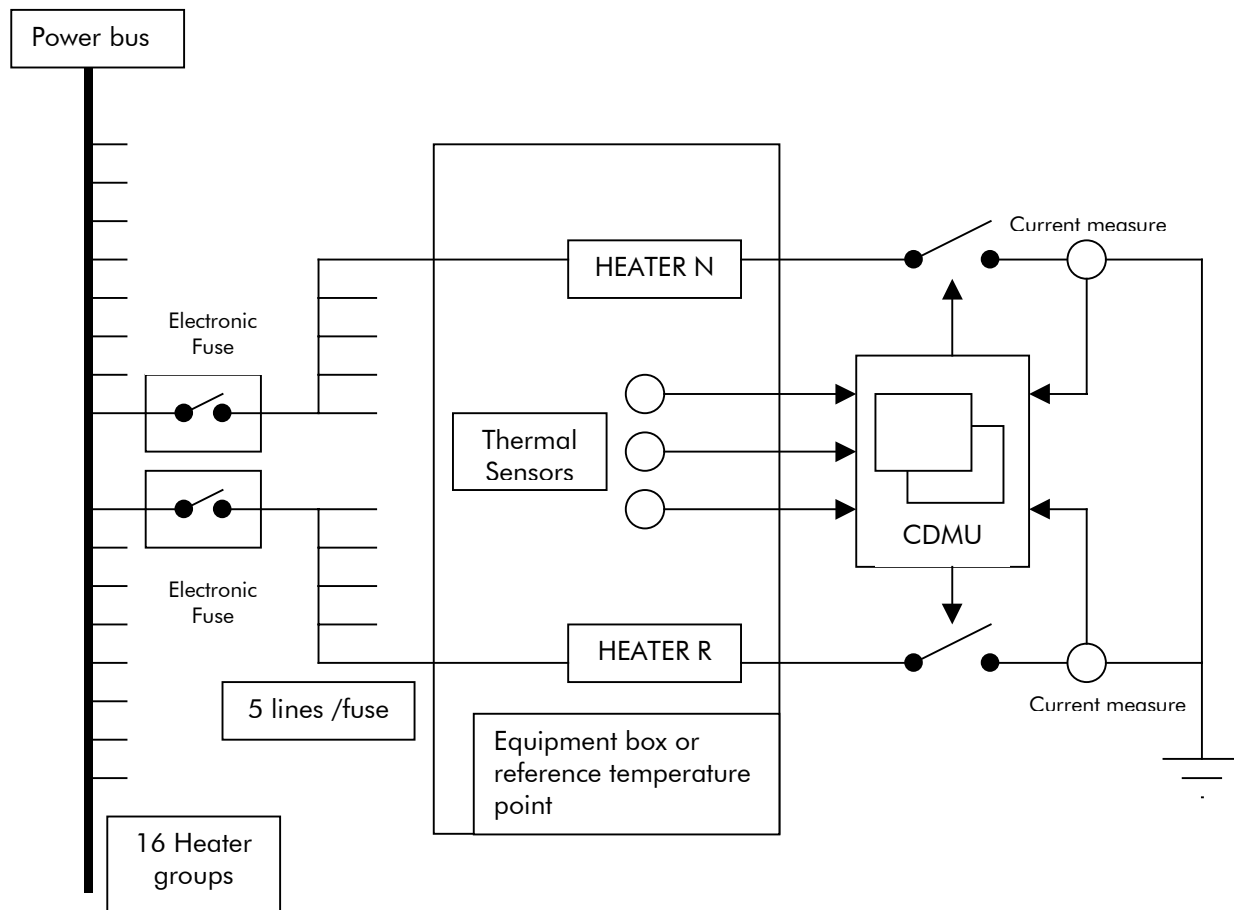 Power bus
Current measure
HEATER N
Electronic
Fuse
Thermal
Sensors
CDMU
Electronic
Fuse
HEATER R
5 lines /fuse
Current measure
Equipment box or
reference temperature
point
16 Heater
groups